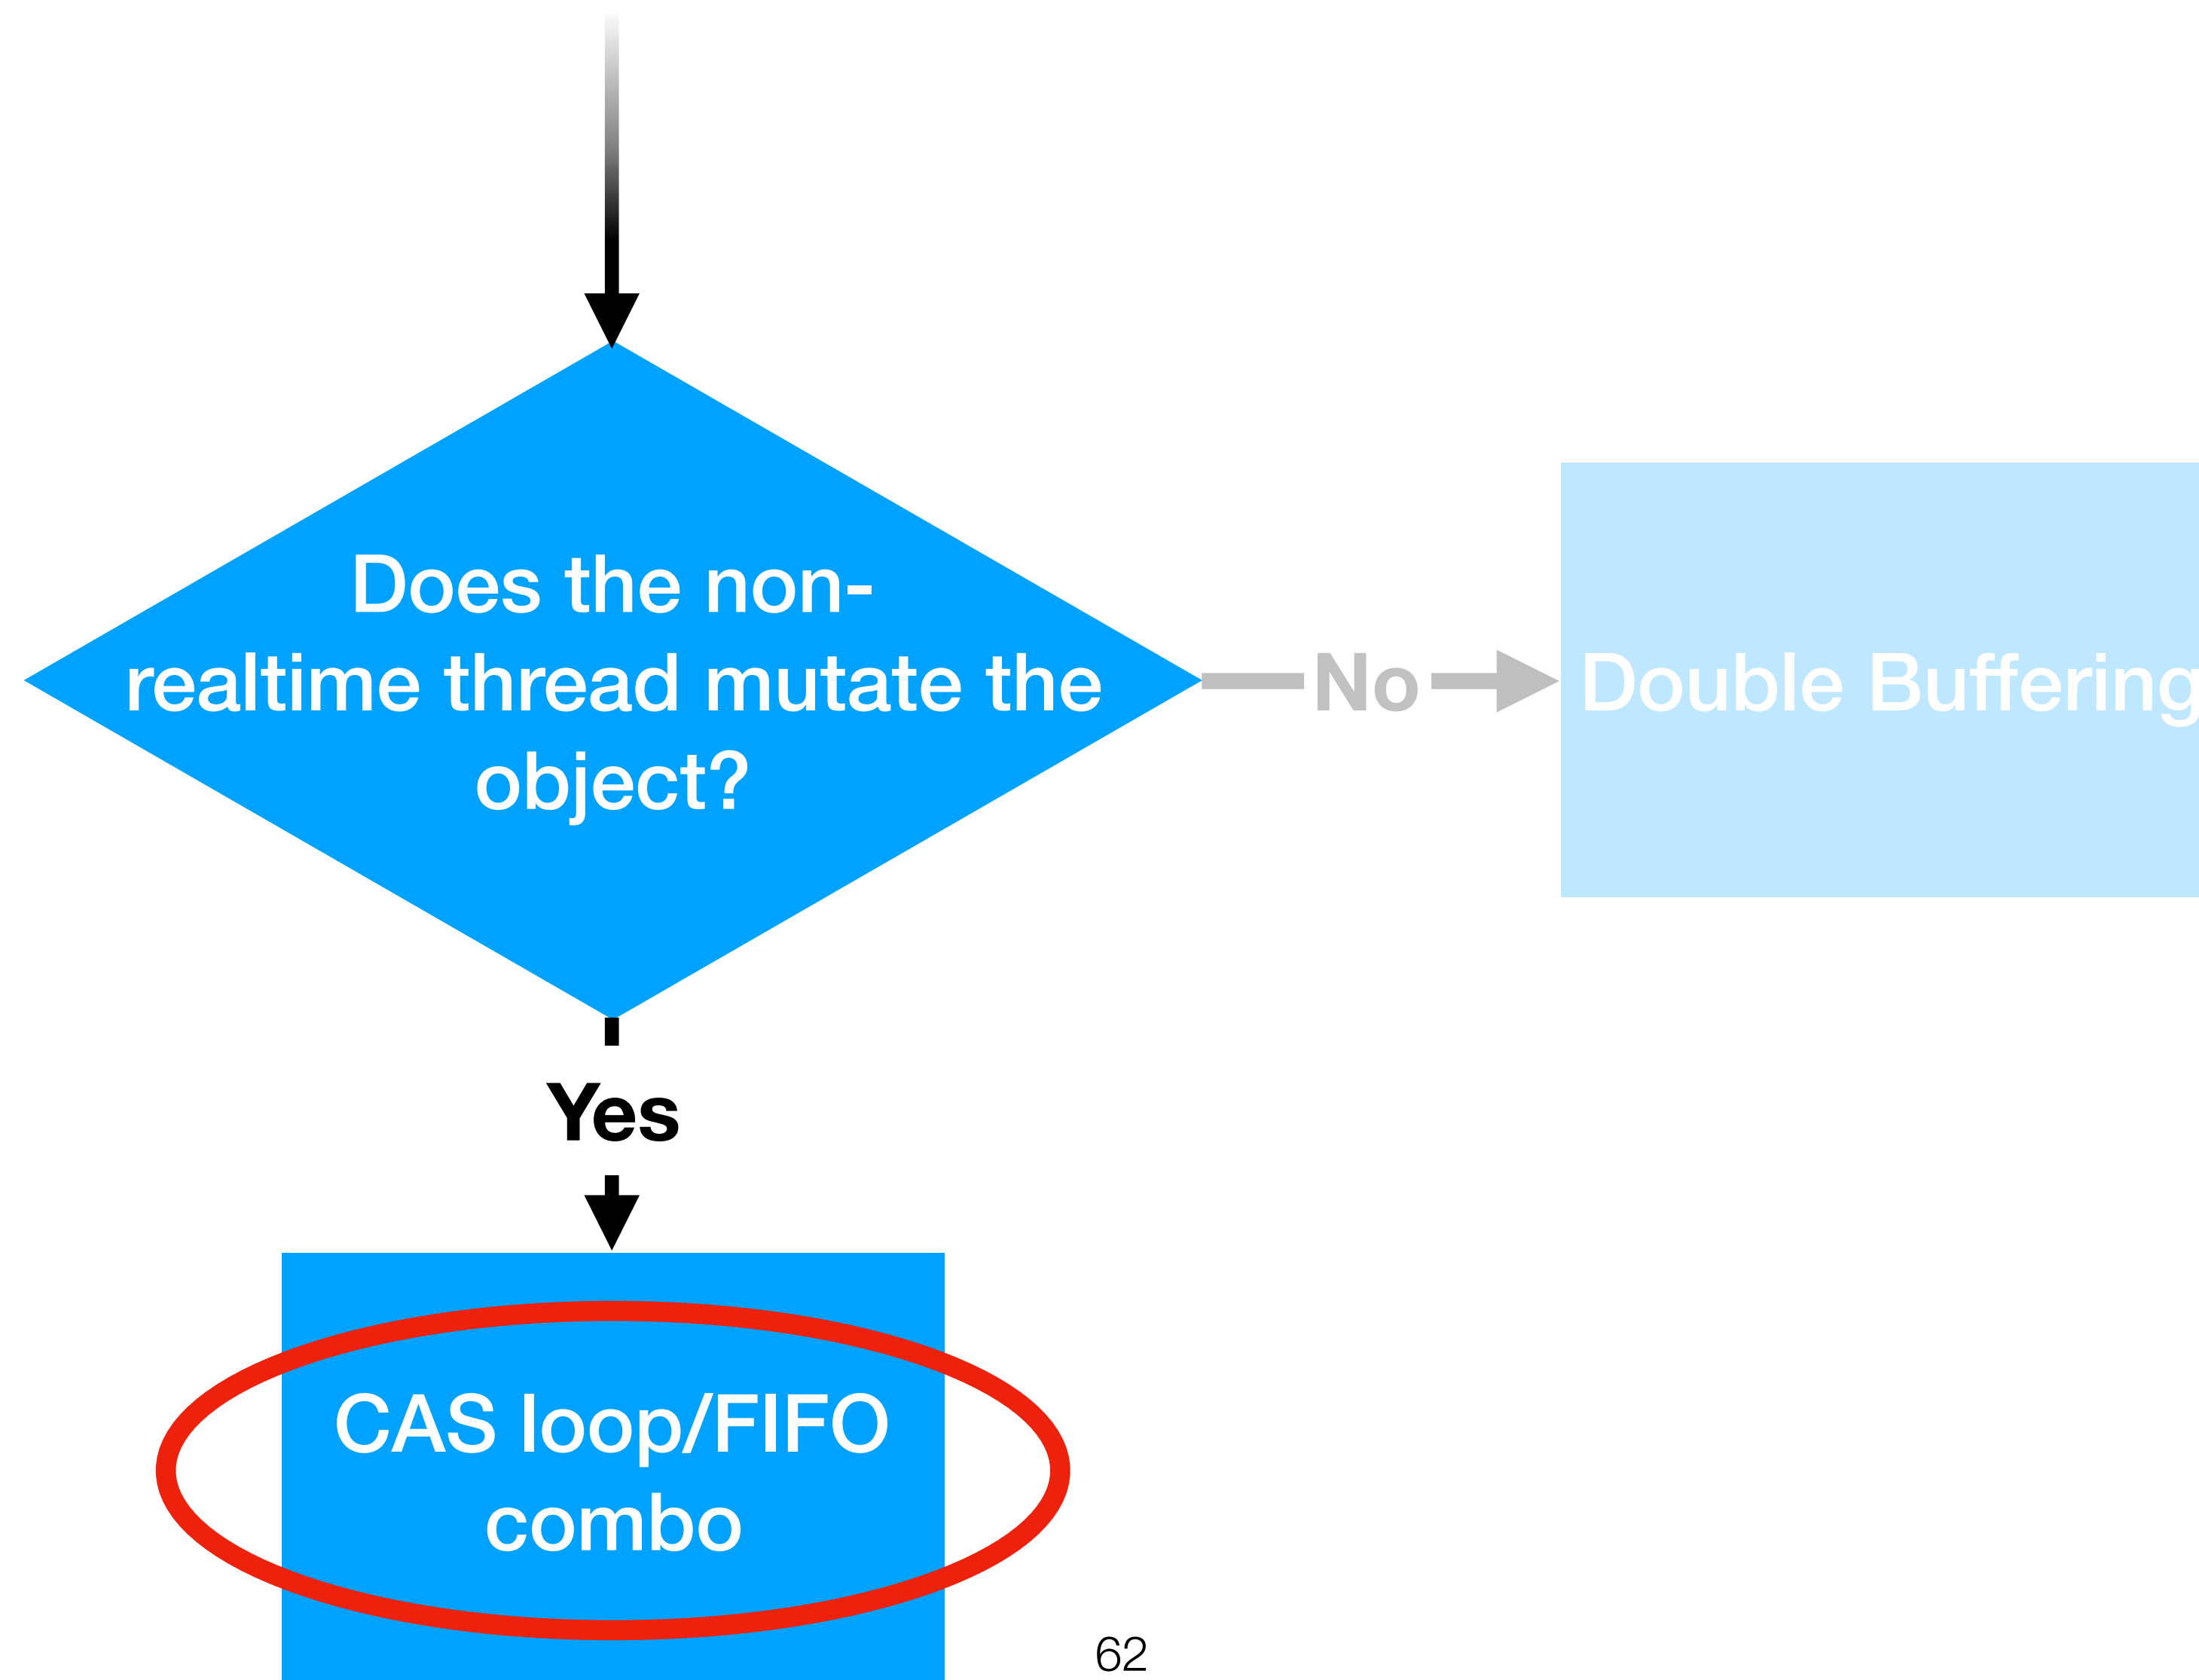 Does the non-
realtime thread mutate the
object?
No
Double Buffering
Yes
CAS loop/FIFO
combo
62